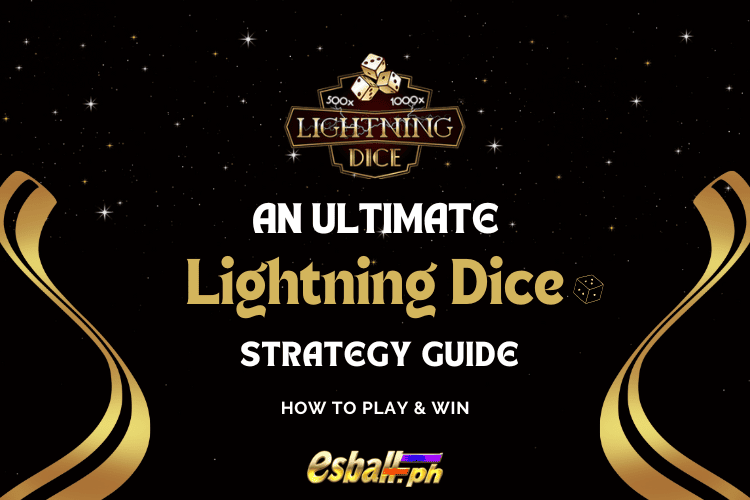 500x 1000x
LIGHTNING
DICE
AN ULTIMATE
Lightning Dice
STRATEGY GUIDE
HOW TO PLAY & WIN
esball.ph